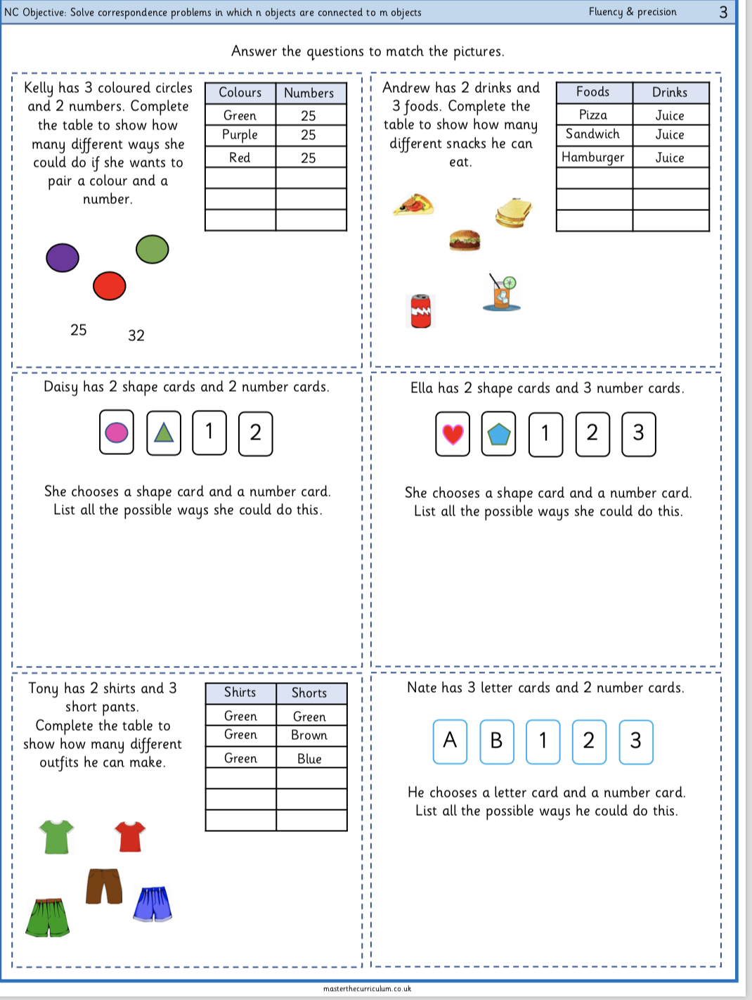 NC Objective: Solve correspondence problems in which n objects are connected to m objects
Fluency & precision
3
Answer the questions to match the pictures.
Kelly has 3 coloured circles
and 2 numbers. Complete
the table to show how
many different ways she
could do if she wants to
pair a colour and a
number.
Colours Numbers
Green 25
Purple 25
Red 25
25
32
Andrew has 2 drinks and
3 foods. Complete the
table to show how many
different snacks he can
eat.
Foods Drinks
Pizza Juice
Sandwich Juice
Hamburger Juice
Daisy has 2 shape cards and 2 number cards.
1 2
She chooses a shape card and a number card.
List all the possible ways she could do this.
Ella has 2 shape cards and 3 number cards.
1 2 3
She chooses a shape card and a number card.
List all the possible ways she could do this.
Tony has 2 shirts and 3
short pants.
Complete the table to
show how many different
outfits he can make.
Shirts Shorts
Green Green
Green Brown
Green Blue
Nate has 3 letter cards and 2 number cards.
A B 1 2 3
He chooses a letter card and a number card.
List all the possible ways he could do this.
masterthecurriculum.co.uk